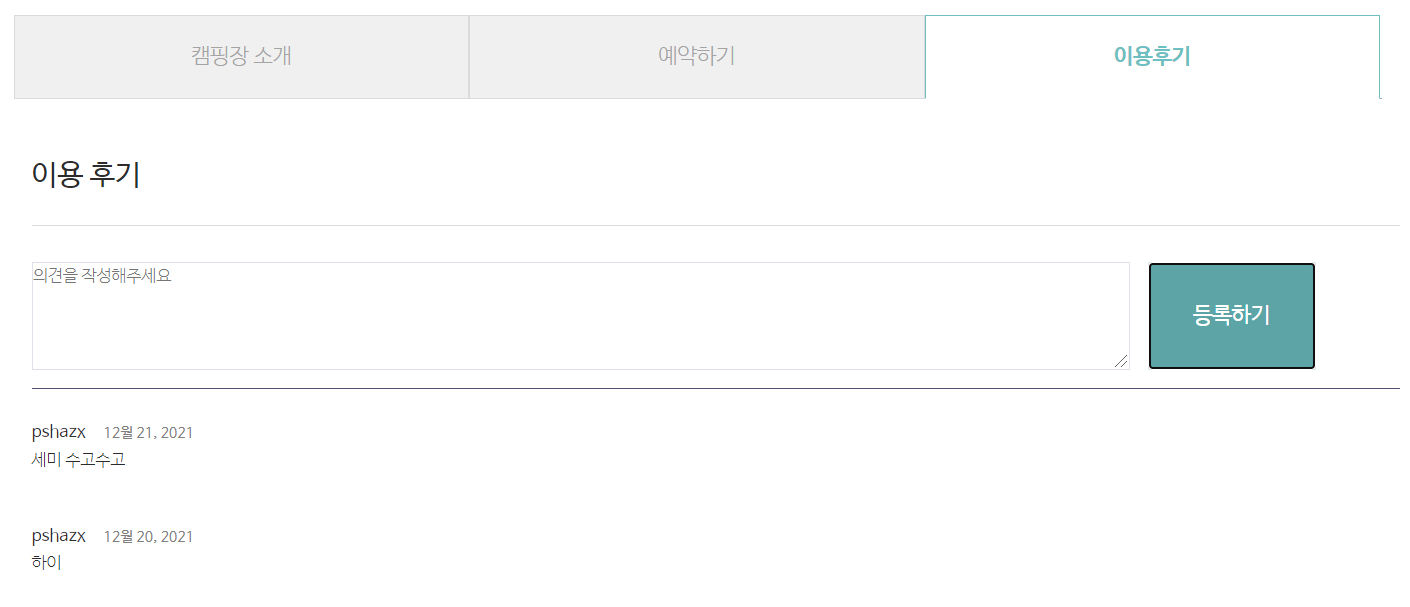 캠핑장 소개 예약하기 이용후기
이용 후기
의견을 작성해주세요
등록하기
pshazx 12월 21, 2021
세미 수고수고
pshazx 12월 20, 2021
하이